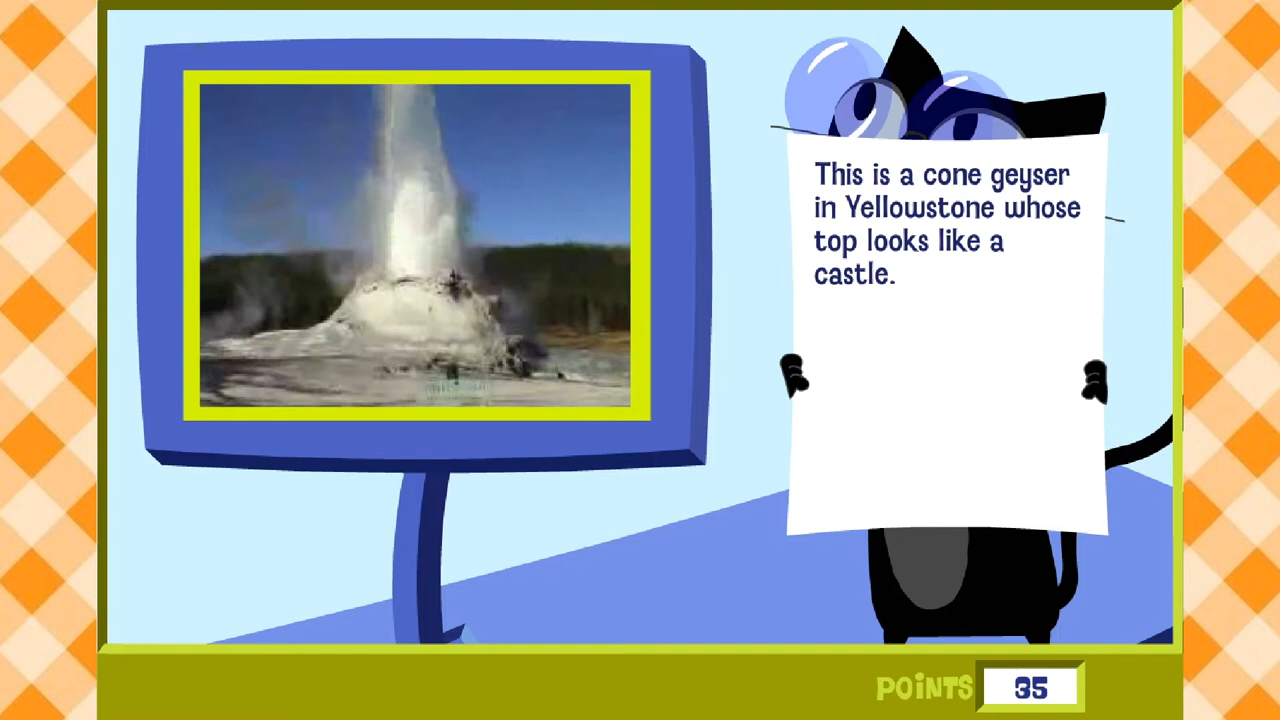 This is a cone geyser
in Yellowstone whose
top looks like a
castle.
POINTS 35